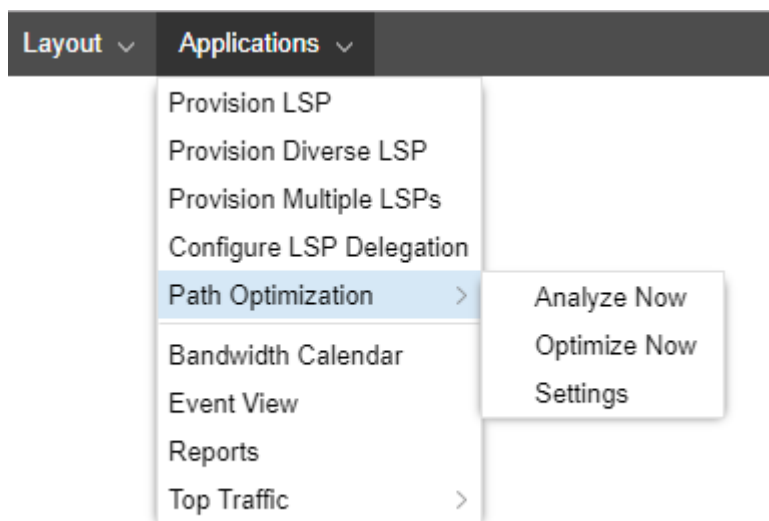 Layout Applications
Provision LSP
Provision Diverse LSP
Provision Multiple LSPs
Configure LSP Delegation
Path Optimization
Analyze Now
Optimize Now
Settings
Bandwidth Calendar
Event View
Reports
Top Traffic